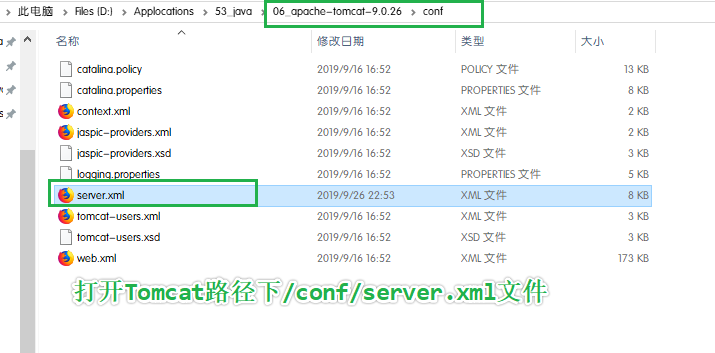 此电脑 > Files (D:) > Applocations > 53_java > 06_apache-tomcat-9.0.26 > conf
名称 修改日期 类型 大小
catalina.policy 2019/9/16 16:52 POLICY 文件 13 KB
catalina.properties 2019/9/16 16:52 PROPERTIES 文件 8 KB
context.xml 2019/9/16 16:52 XML 文件 2 KB
jaspic-providers.xml 2019/9/16 16:52 XML 文件 2 KB
jaspic-providers.xsd 2019/9/16 16:52 XSD 文件 3 KB
logging.properties 2019/9/16 16:52 PROPERTIES 文件 5 KB
server.xml 2019/9/26 22:53 XML 文件 8 KB
tomcat-users.xml 2019/9/16 16:52 XML 文件 3 KB
tomcat-users.xsd 2019/9/16 16:52 XSD 文件 3 KB
web.xml 2019/9/16 16:52 XML 文件 173 KB
打开Tomcat路径下/conf/server.xml文件